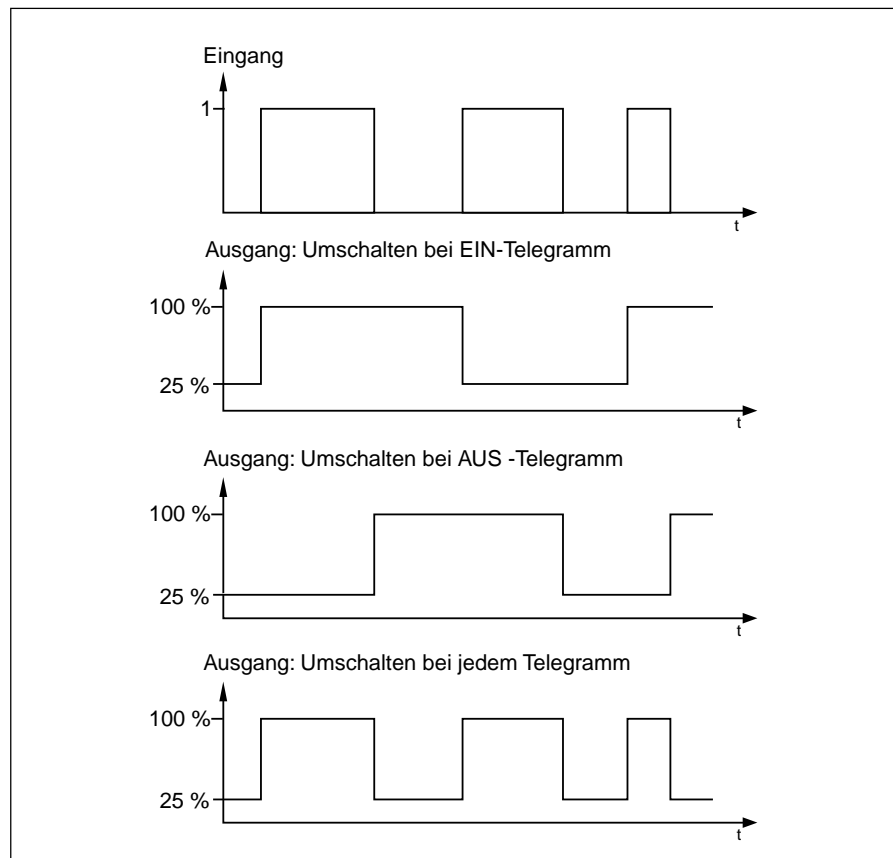 Eingang
1
t
Ausgang: Umschalten bei EIN-Telegramm
100 %
25 %
t
Ausgang: Umschalten bei AUS -Telegramm
100 %
25 %
t
Ausgang: Umschalten bei jedem Telegramm
100 %
25 %
t